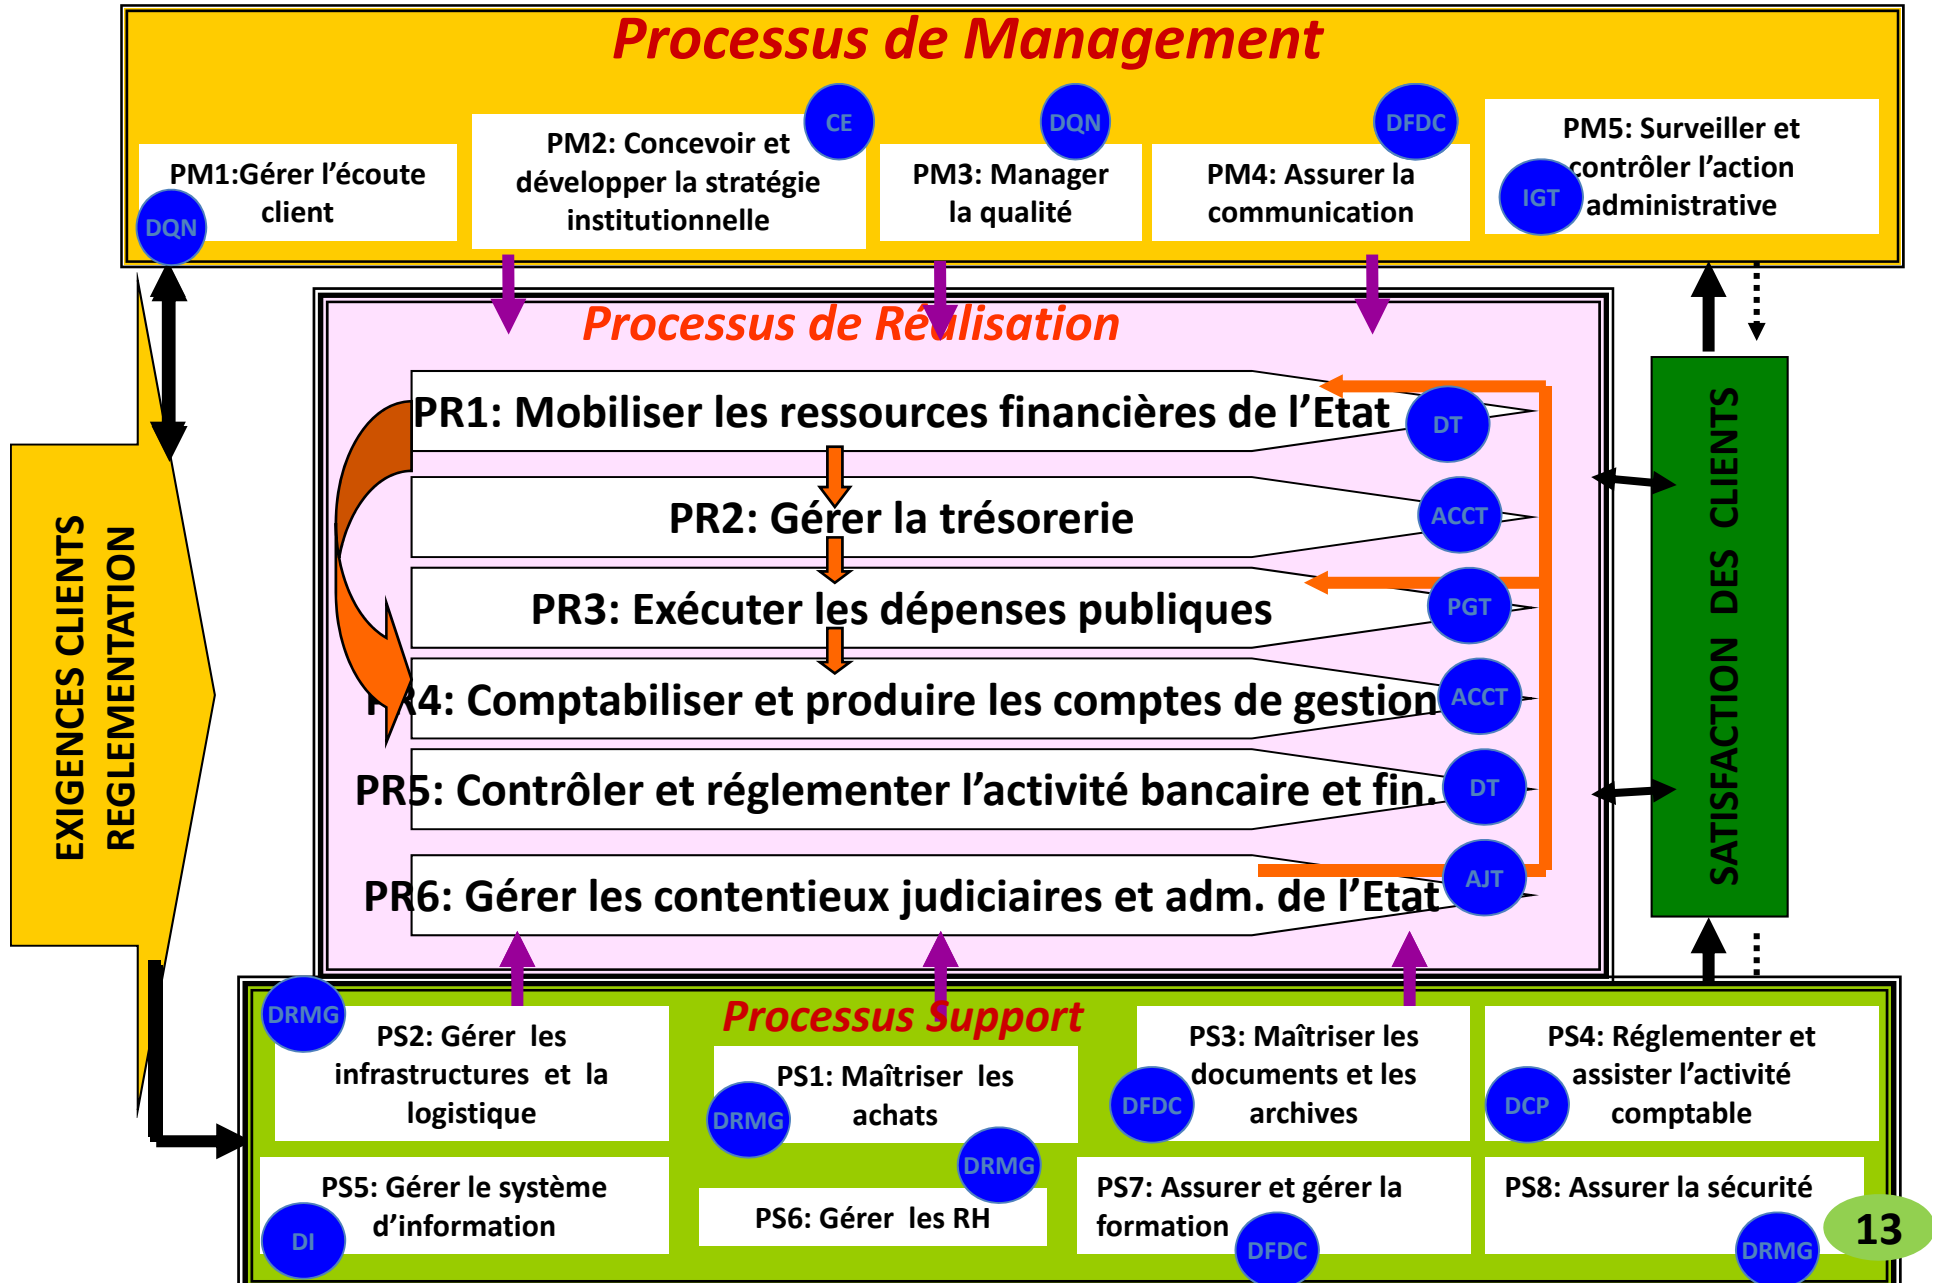 Processus de Management
PM1:Gérer l’écoute
client
DQN
PM2: Concevoir et
développer la stratégie
institutionnelle
CE
PM3: Manager
la qualité
DQN
PM4: Assurer la
communication
DFDC
PM5: Surveiller et
contrôler l’action
administrative
IGT
EXIGENCES CLIENTS
REGLEMENTATION
Processus de Réalisation
PR1: Mobiliser les ressources financières de l’Etat
DT
PR2: Gérer la trésorerie
ACCT
PR3: Exécuter les dépenses publiques
PGT
PR4: Comptabiliser et produire les comptes de gestion
ACCT
PR5: Contrôler et réglementer l’activité bancaire et fin.
DT
PR6: Gérer les contentieux judiciaires et adm. de l’Etat
AJT
SATISFACTION DES CLIENTS
Processus Support
DRMG
PS2: Gérer les
infrastructures et la
logistique
PS1: Maîtriser les
achats
DRMG
PS3: Maîtriser les
documents et les
archives
DFDC
PS4: Réglementer et
assister l’activité
comptable
DCP
PS5: Gérer le système
d’information
DI
DRMG
PS6: Gérer les RH
PS7: Assurer et gérer la
formation
DFDC
PS8: Assurer la sécurité
DRMG
13